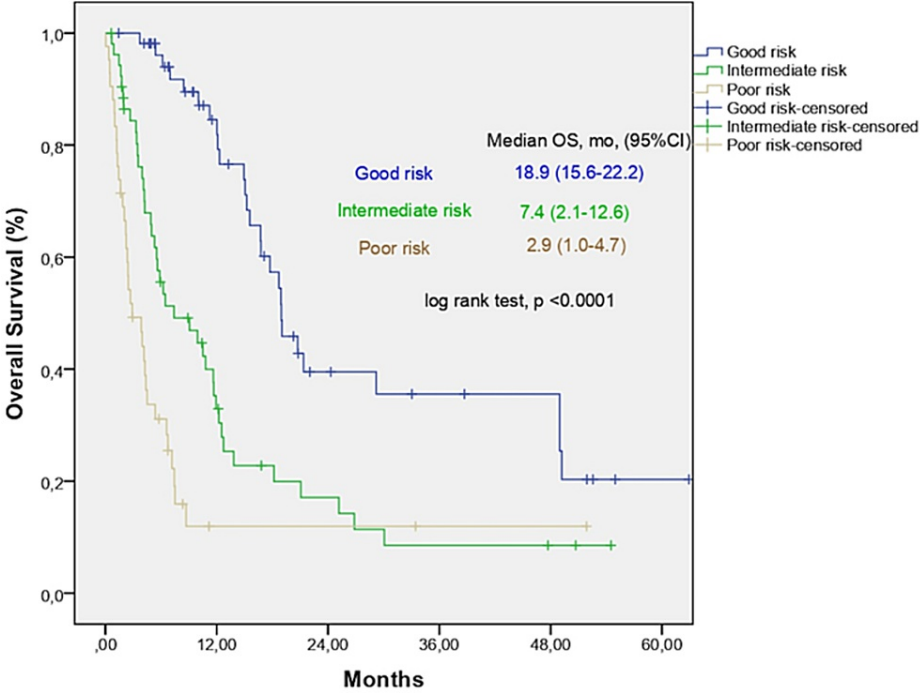 1,0
0,8
0,6
0,4
0,2
0,0
Overall Survival (%)
,00
12,00
24,00
36,00
48,00
60,00
Months
Median OS, mo, (95%CI)
Good risk 18.9 (15.6-22.2)
Intermediate risk 7.4 (2.1-12.6)
Poor risk 2.9 (1.0-4.7)
log rank test, p <0.0001
Good risk
Intermediate risk
Poor risk
Good risk-censored
Intermediate risk-censored
Poor risk-censored